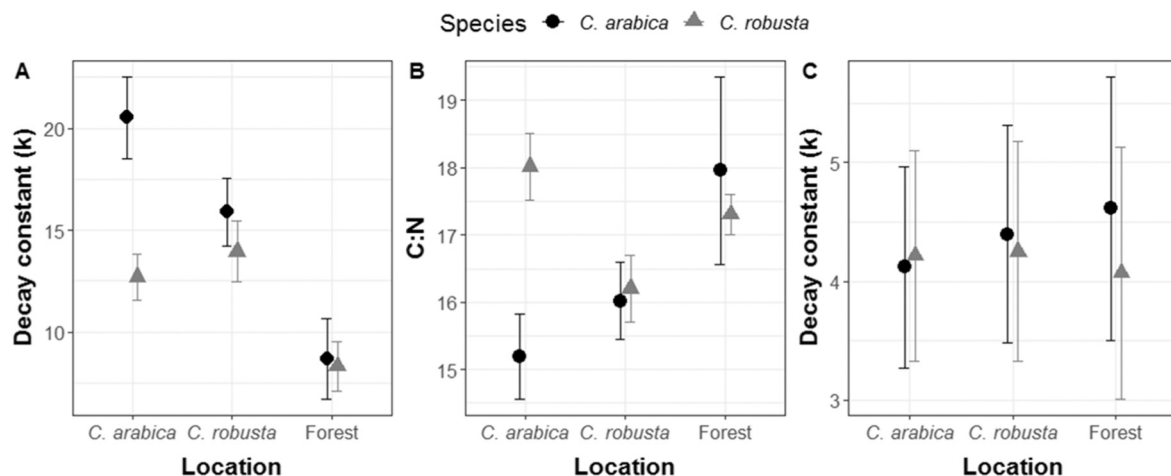 Species C. arabica C. robusta
A
Decay constant (k)
20
15
10
C. arabica C. robusta Forest
Location
B
C:N
19
18
17
16
15
C. arabica C. robusta Forest
Location
C
Decay constant (k)
5
4
3
C. arabica C. robusta Forest
Location